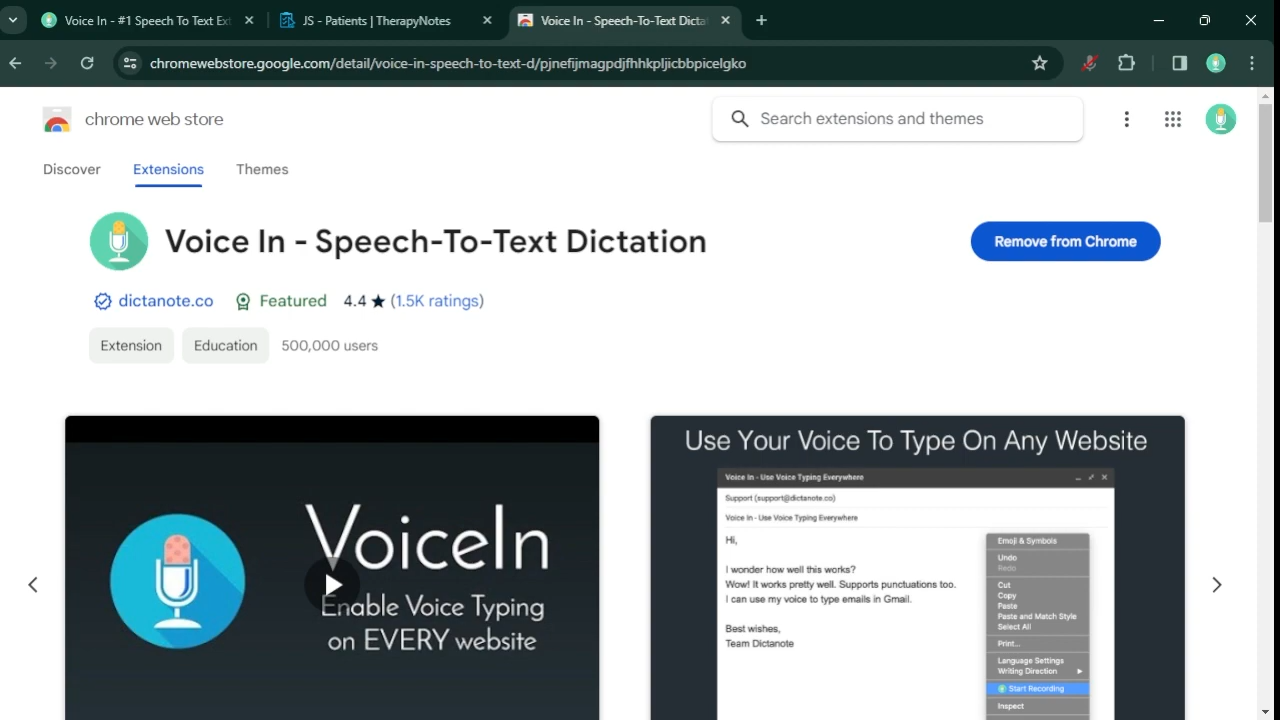 Voice In - #1 Speech To Text Ext
JS - Patients | TherapyNotes
Voice In - Speech-To-Text Dicta
chromewebstore.google.com/detail/voice-in-speech-to-text-d/pjnefijmagpdjfhhkpljicbbpicelgko
chrome web store
Search extensions and themes
Discover
Extensions
Themes
Voice In - Speech-To-Text Dictation
Remove from Chrome
dictanote.co
Featured
4.4 ★ (1.5K ratings)
Extension
Education
500,000 users
VoiceIn
Enable Voice Typing
on EVERY website
Use Your Voice To Type On Any Website
Voice In - Use Voice Typing Everywhere
Support (support@dictanote.co)
Voice In - Use Voice Typing Everywhere
Hi,
I wonder how well this works?
Wow! It works pretty well. Supports punctuations too.
I can use my voice to type emails in Gmail.
Best wishes,
Team Dictanote
Emoji & Symbols
Undo
Redo
Cut
Copy
Paste
Paste and Match Style
Select All
Print...
Language Settings
Writing Direction
Start Recording
Inspect